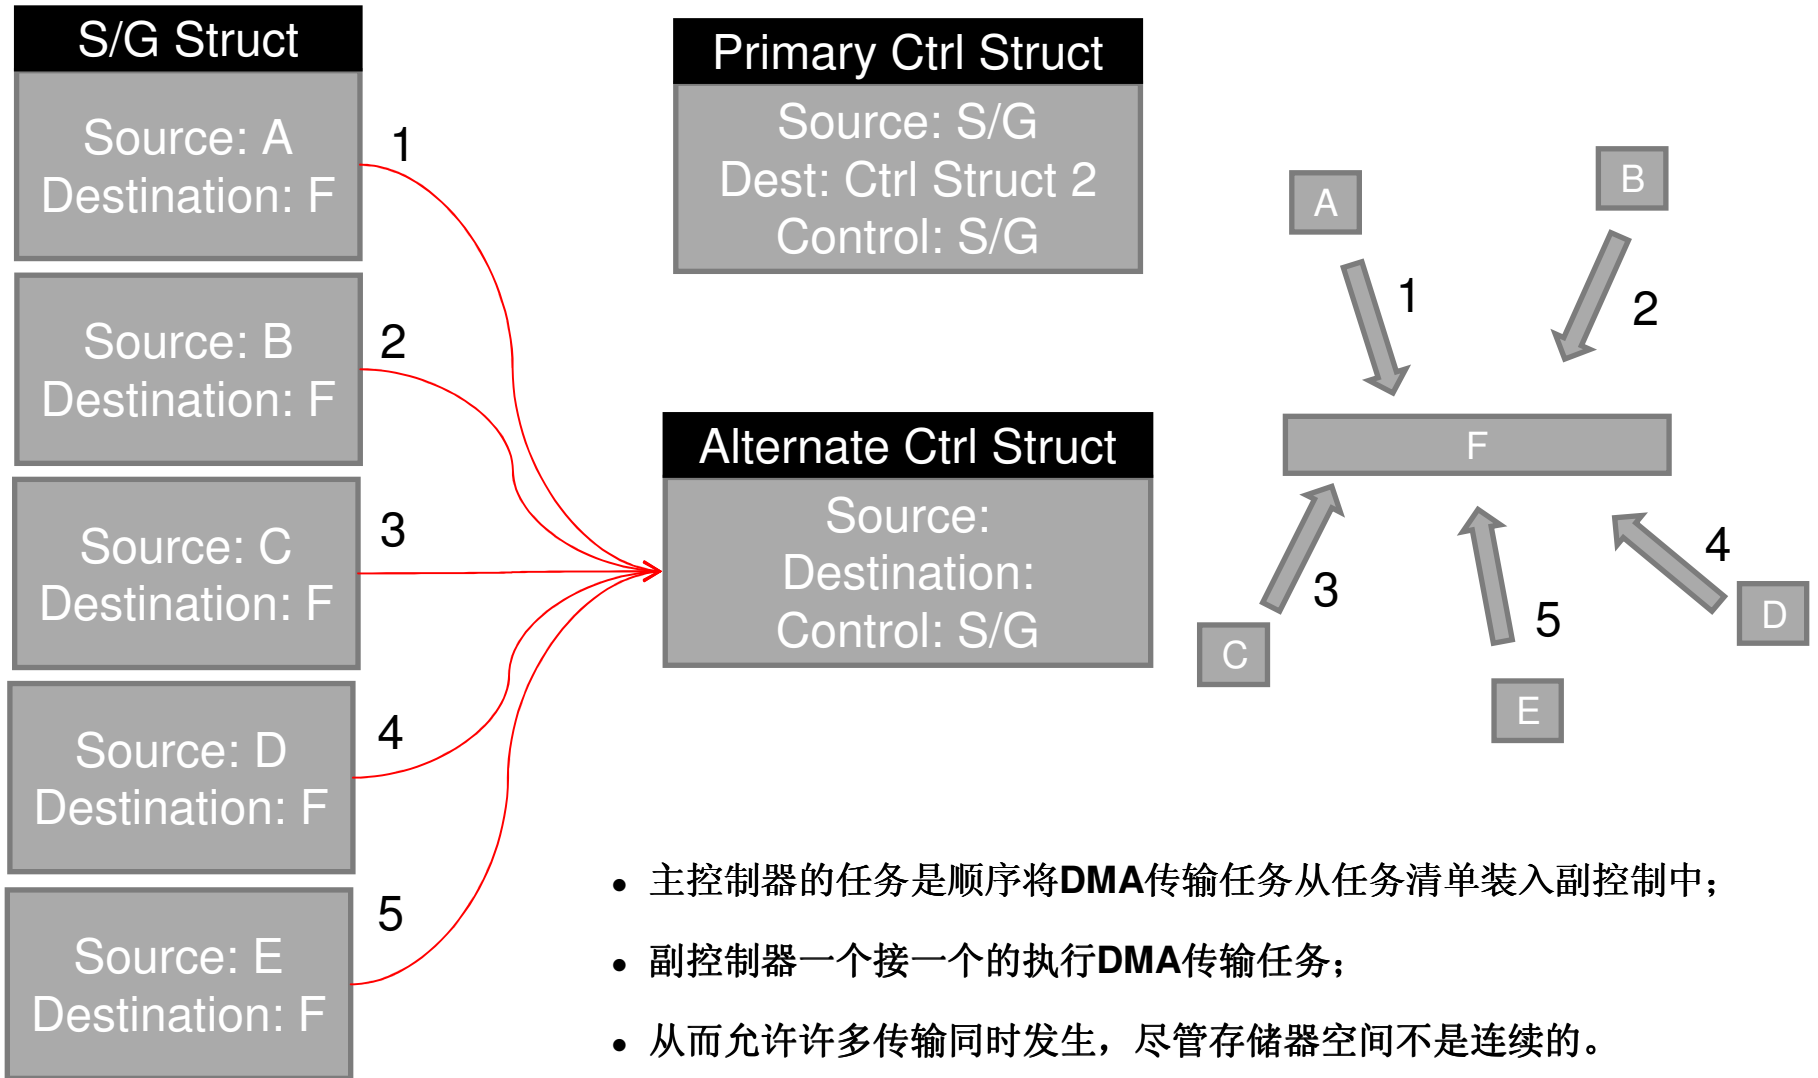 S/G Struct
Source: A
Destination: F
1
Source: B
Destination: F
2
Source: C
Destination: F
3
Source: D
Destination: F
4
Source: E
Destination: F
5
Primary Ctrl Struct
Source: S/G
Dest: Ctrl Struct 2
Control: S/G
Alternate Ctrl Struct
Source:
Destination:
Control: S/G
A
B
1
2
F
3
5
4
C
E
D
• 主控制器的任务是顺序将DMA传输任务从任务清单装入副控制中；
• 副控制器一个接一个的执行DMA传输任务；
• 从而允许许多传输同时发生，尽管存储器空间不是连续的。